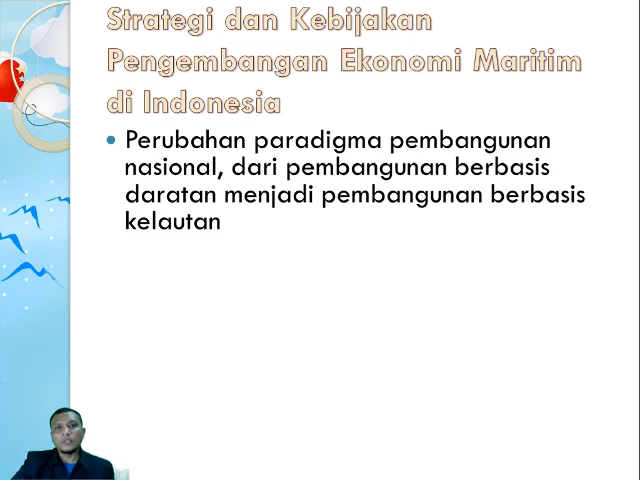 Strategi dan Kebijakan
Pengembangan Ekonomi Maritim
di Indonesia
• Perubahan paradigma pembangunan
nasional, dari pembangunan berbasis
daratan menjadi pembangunan berbasis
kelautan